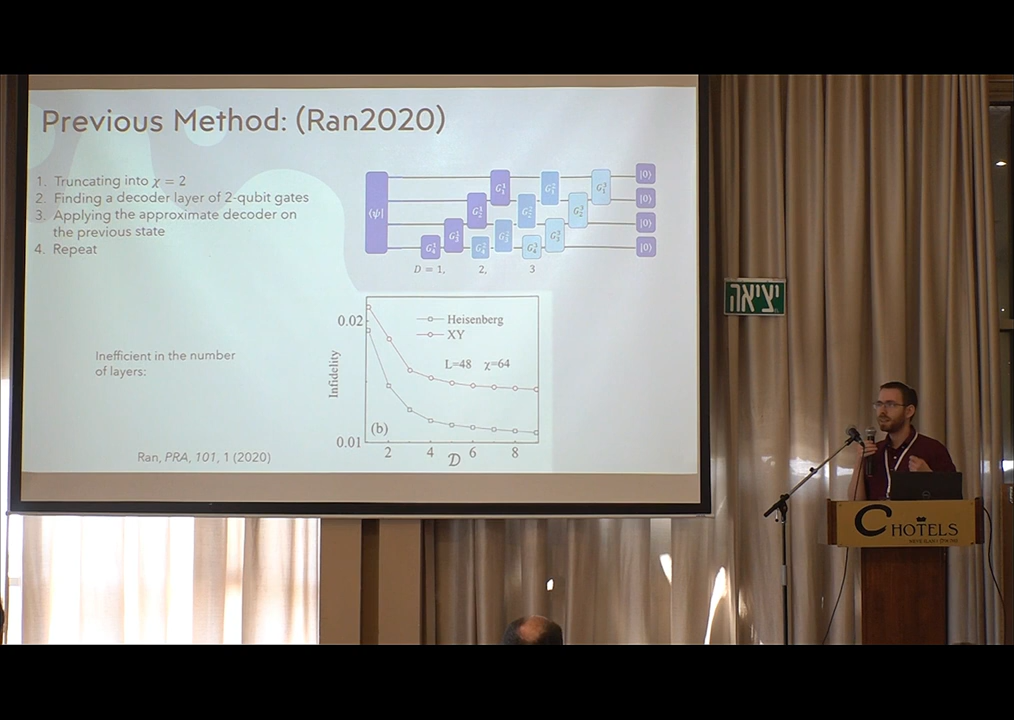 Previous Method: (Ran2020)
1. Truncating into χ = 2
2. Finding a decoder layer of 2-qubit gates
3. Applying the approximate decoder on
the previous state
4. Repeat
⟨ψ|
|0⟩
|0⟩
|0⟩
|0⟩
D = 1, 2, 3
Inefficient in the number
of layers:
0.02
0.01
Infidelity
Heisenberg
XY
L=48 χ=64
(b)
2 4 6 8
D
Ran, PRA, 101, 1 (2020)
יציאה
C HOTELS